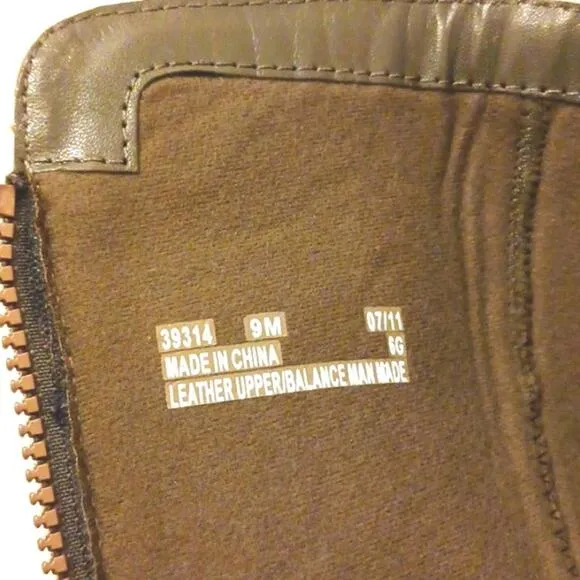 39314 9M 07/11
MADE IN CHINA 6G
LEATHER UPPER/BALANCE MAN MADE